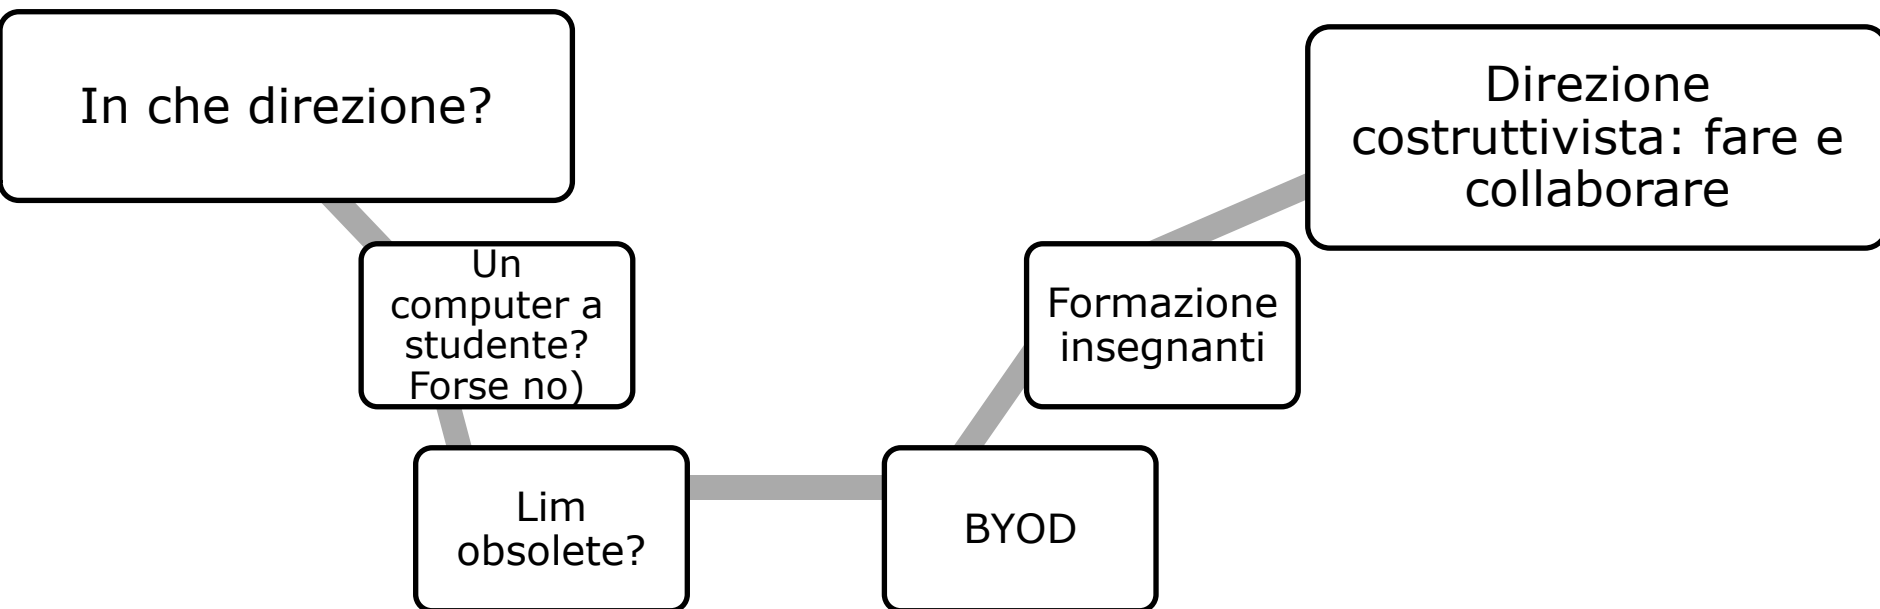 In che direzione?
Un
computer a
studente?
Forse no)
Lim
obsolete?
BYOD
Formazione
insegnanti
Direzione
costruttivista: fare e
collaborare